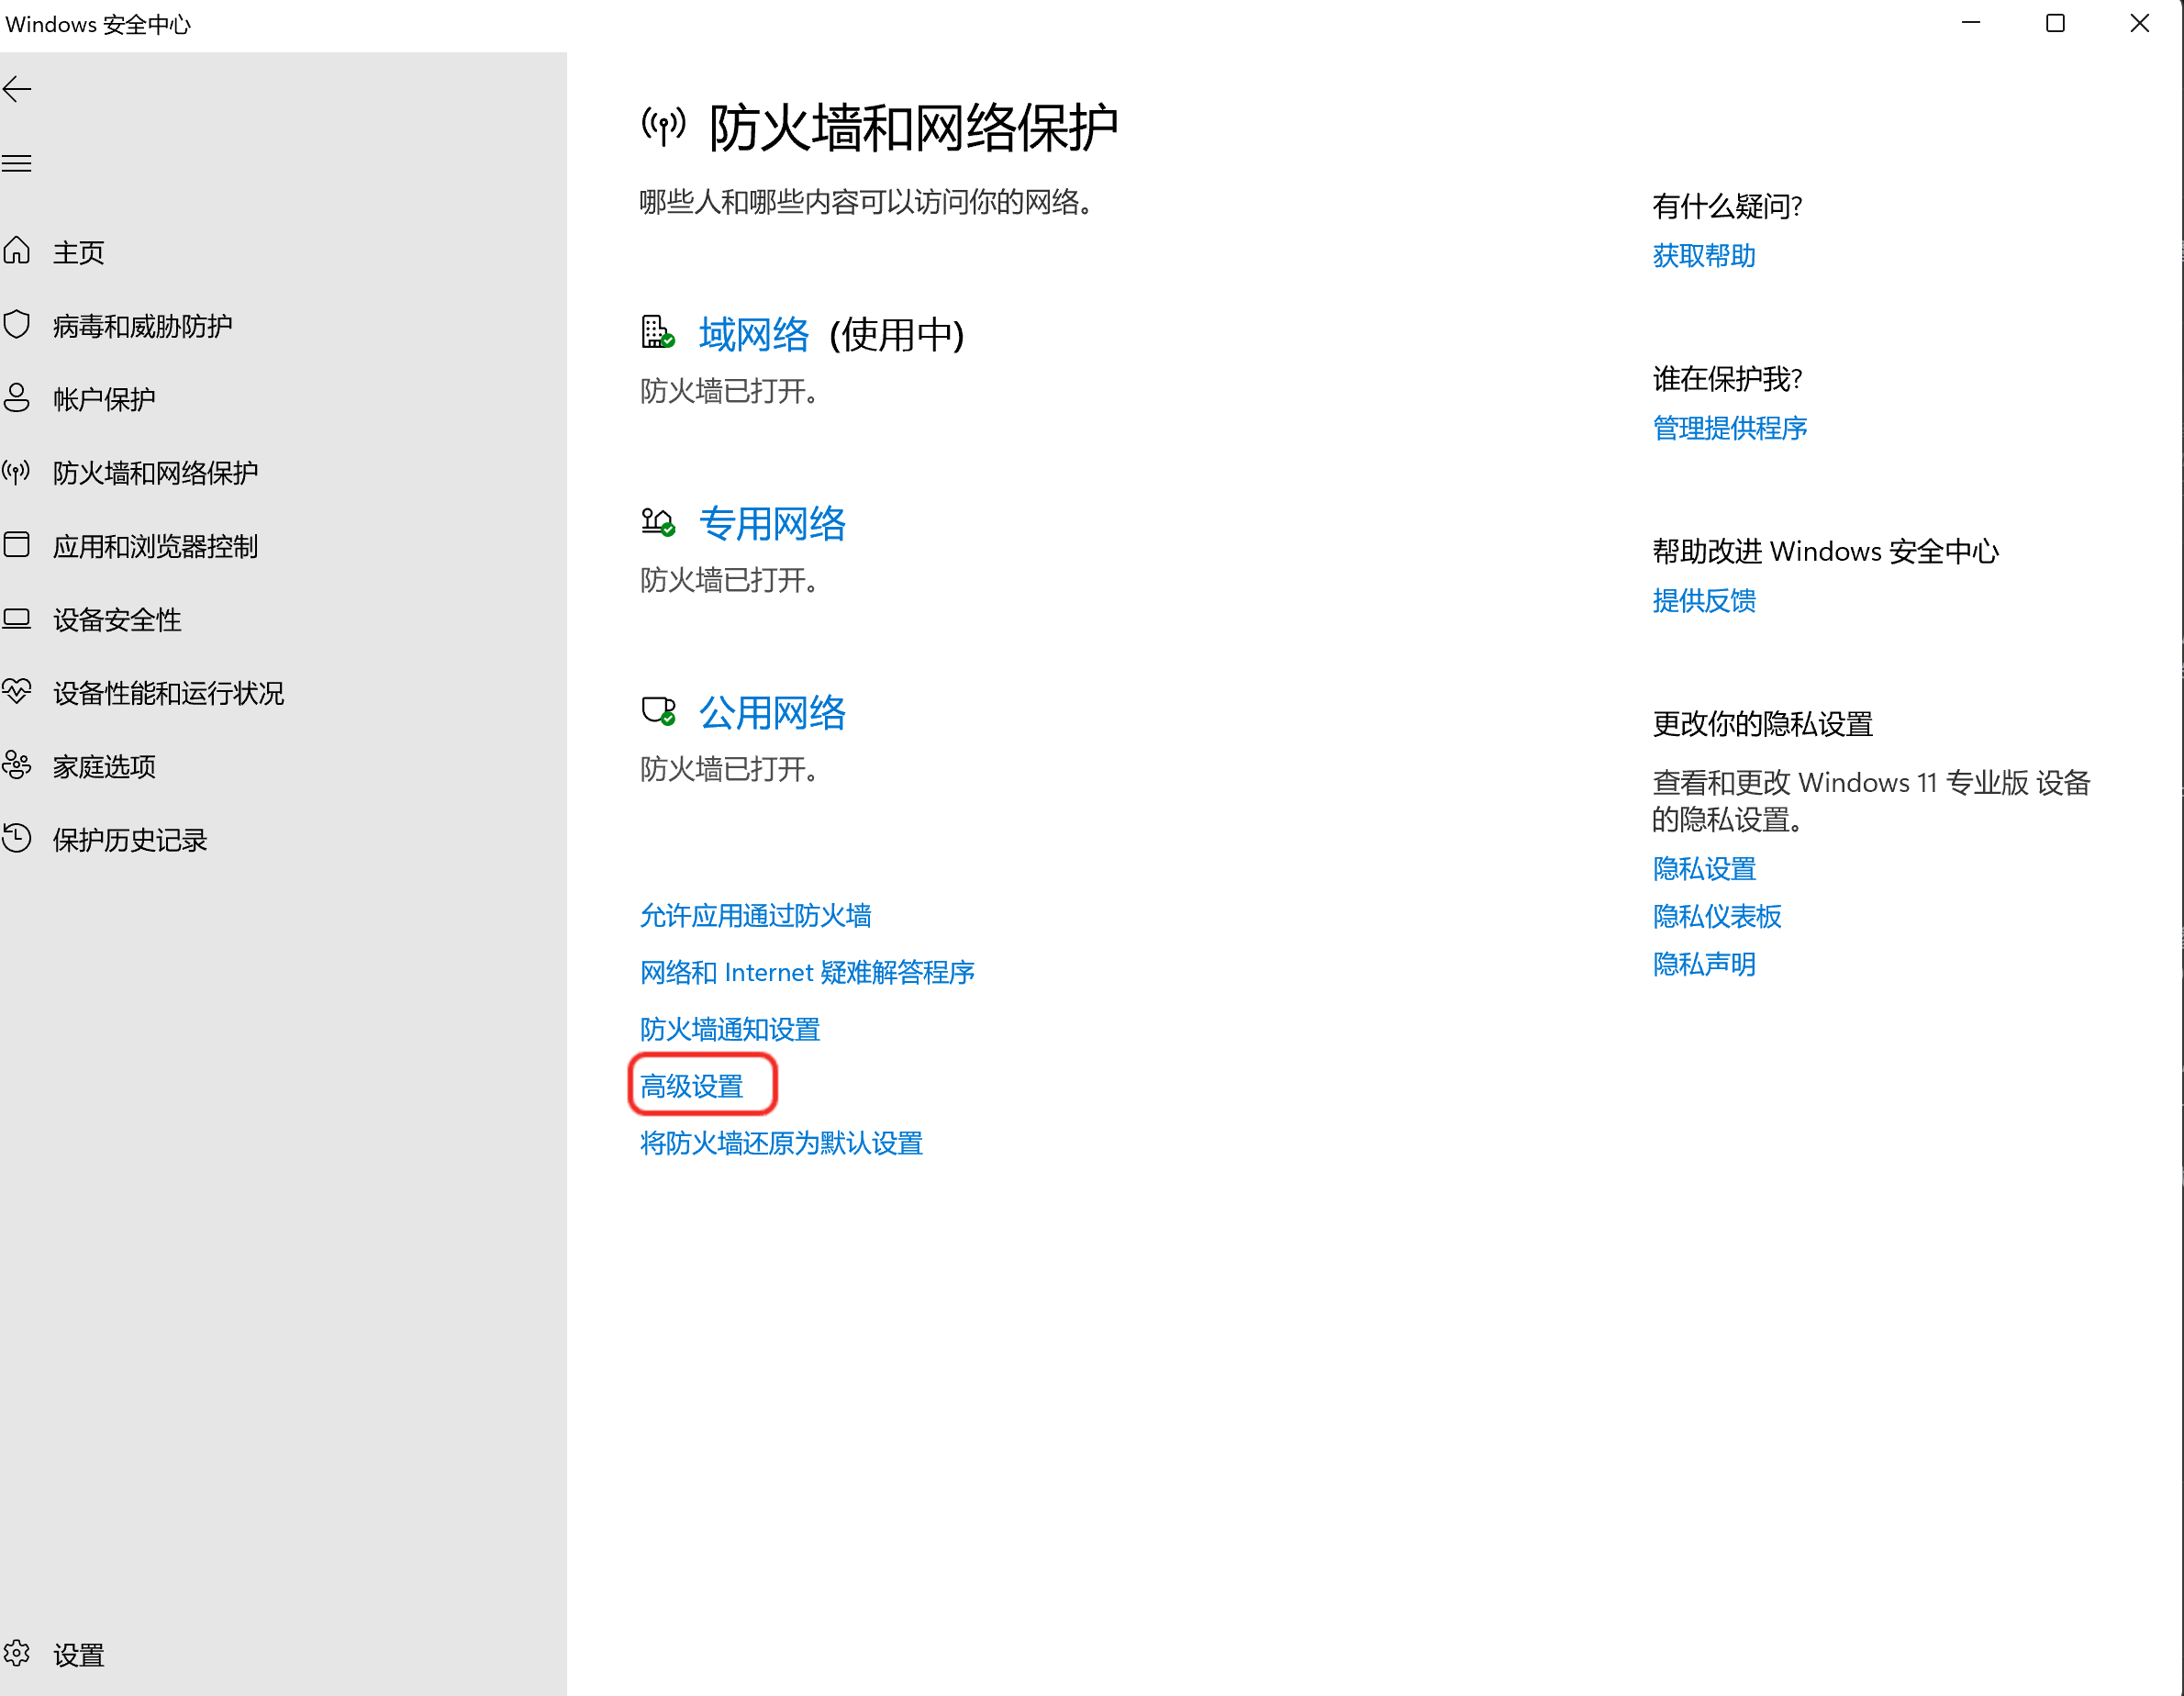 Windows 安全中心
主页
病毒和威胁防护
帐户保护
防火墙和网络保护
应用和浏览器控制
设备安全性
设备性能和运行状况
家庭选项
保护历史记录
设置
防火墙和网络保护
哪些人和哪些内容可以访问你的网络。
域网络 (使用中)
防火墙已打开。
专用网络
防火墙已打开。
公用网络
防火墙已打开。
允许应用通过防火墙
网络和 Internet 疑难解答程序
防火墙通知设置
高级设置
将防火墙还原为默认设置
有什么疑问?
获取帮助
谁在保护我?
管理提供程序
帮助改进 Windows 安全中心
提供反馈
更改你的隐私设置
查看和更改 Windows 11 专业版 设备
的隐私设置。
隐私设置
隐私仪表板
隐私声明